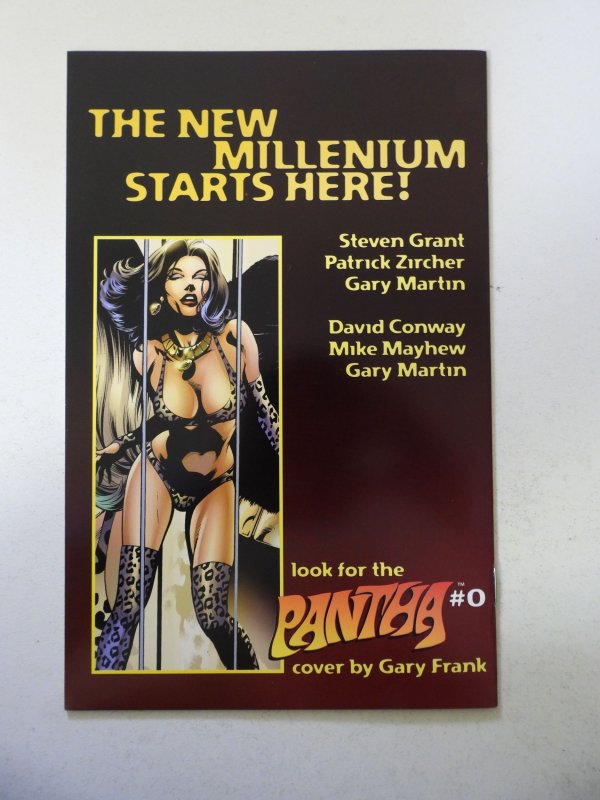 THE NEW
MILLENIUM
STARTS HERE!
Steven Grant
Patrick Zircher
Gary Martin
David Conway
Mike Mayhew
Gary Martin
look for the
PANTHA™ #0
cover by Gary Frank